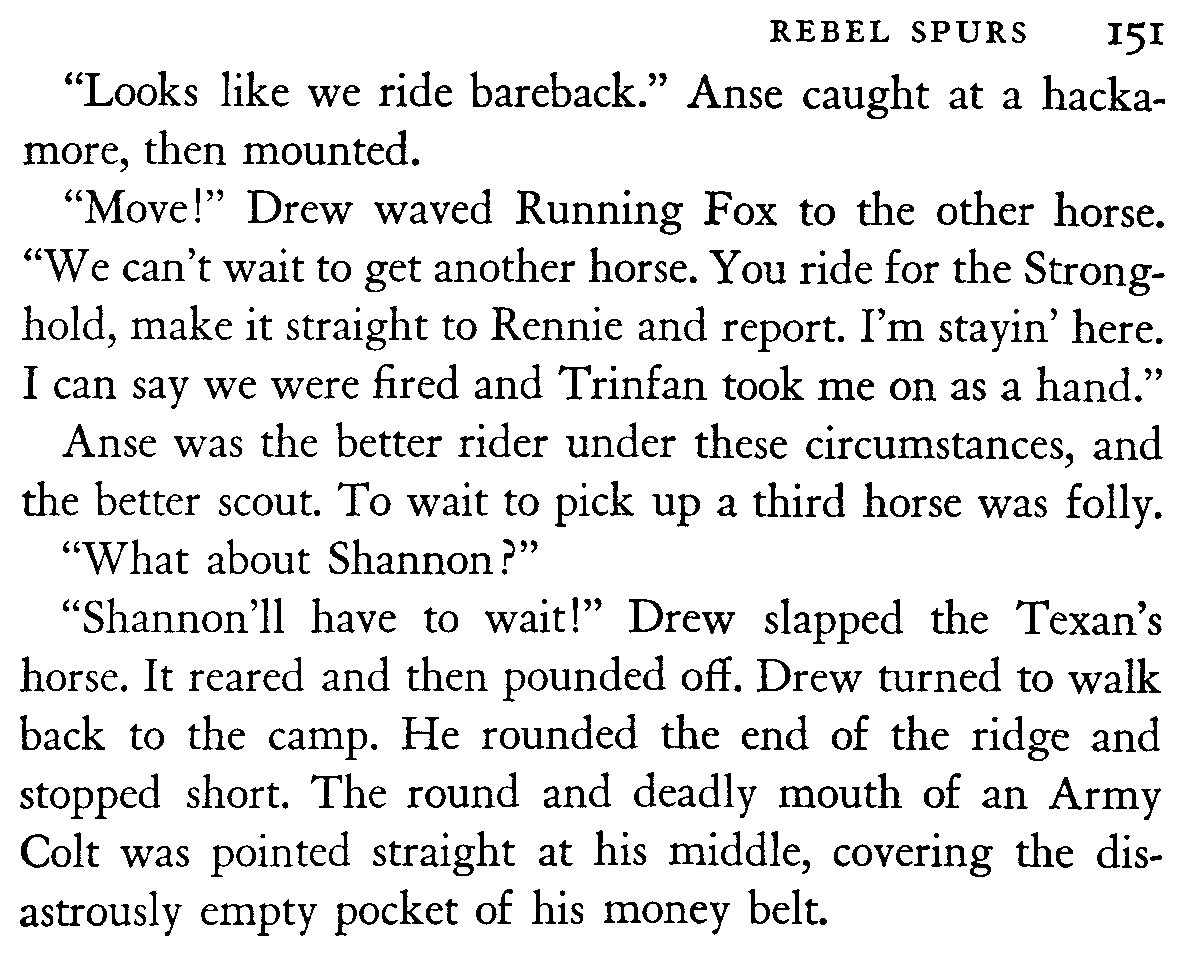 REBEL SPURS 151
“Looks like we ride bareback.” Anse caught at a hacka-
more, then mounted.
“Move!” Drew waved Running Fox to the other horse.
“We can’t wait to get another horse. You ride for the Strong-
hold, make it straight to Rennie and report. I’m stayin’ here.
I can say we were fired and Trinfan took me on as a hand.”
Anse was the better rider under these circumstances, and
the better scout. To wait to pick up a third horse was folly.
“What about Shannon?”
“Shannon’ll have to wait!” Drew slapped the Texan’s
horse. It reared and then pounded off. Drew turned to walk
back to the camp. He rounded the end of the ridge and
stopped short. The round and deadly mouth of an Army
Colt was pointed straight at his middle, covering the dis-
astrously empty pocket of his money belt.